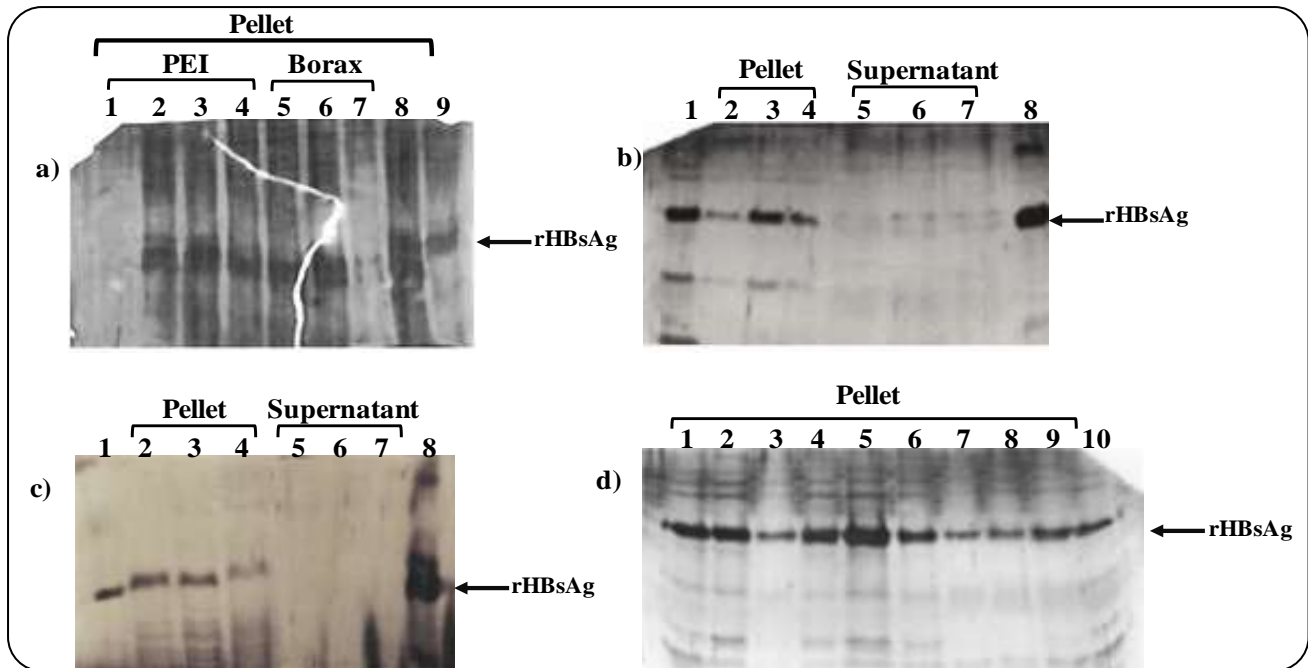 Pellet
PEI Borax
1 2 3 4 5 6 7 8 9
a)
rHBsAg
Pellet Supernatant
1 2 3 4 5 6 7 8
b)
rHBsAg
Pellet Supernatant
1 2 3 4 5 6 7 8
c)
rHBsAg
Pellet
1 2 3 4 5 6 7 8 9 10
d)
rHBsAg